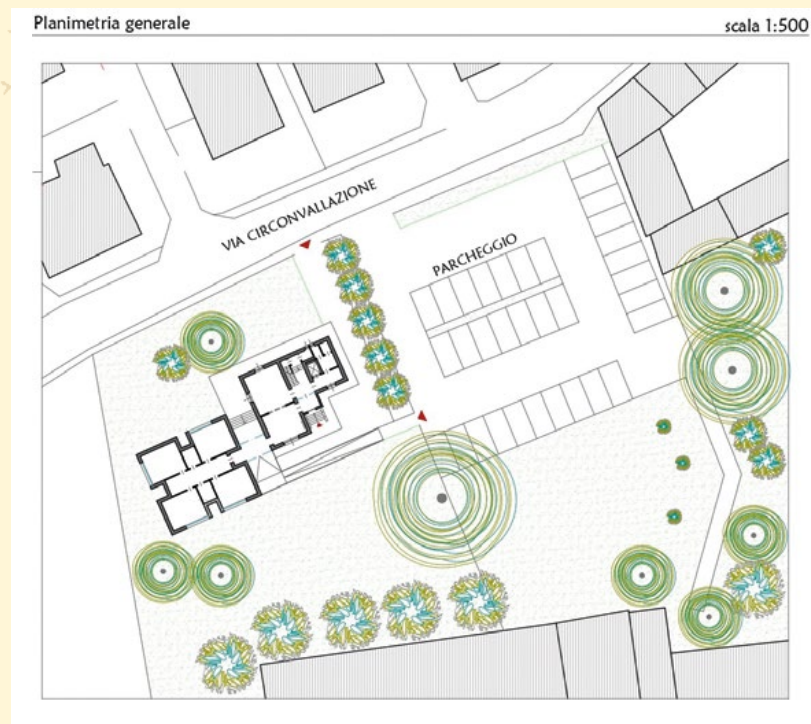 Planimetria generale
scala 1:500
VIA CIRCONVALLAZIONE
PARCHEGGIO